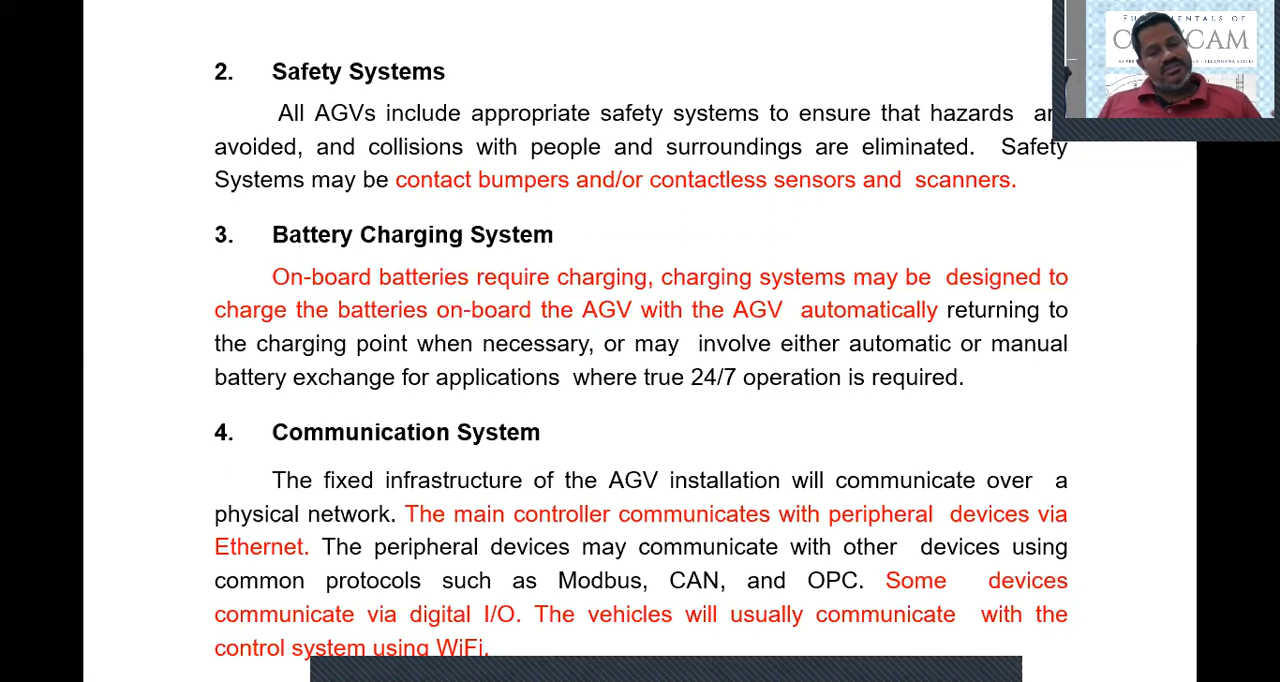 2. Safety Systems
All AGVs include appropriate safety systems to ensure that hazards
avoided, and collisions with people and surroundings are eliminated. Safety
Systems may be contact bumpers and/or contactless sensors and scanners.
3. Battery Charging System
On-board batteries require charging, charging systems may be designed to
charge the batteries on-board the AGV with the AGV automatically returning to
the charging point when necessary, or may involve either automatic or manual
battery exchange for applications where true 24/7 operation is required.
4. Communication System
The fixed infrastructure of the AGV installation will communicate over a
physical network. The main controller communicates with peripheral devices via
Ethernet. The peripheral devices may communicate with other devices using
common protocols such as Modbus, CAN, and OPC. Some devices
communicate via digital I/O. The vehicles will usually communicate with the
control system using WiFi.
OF
CAM